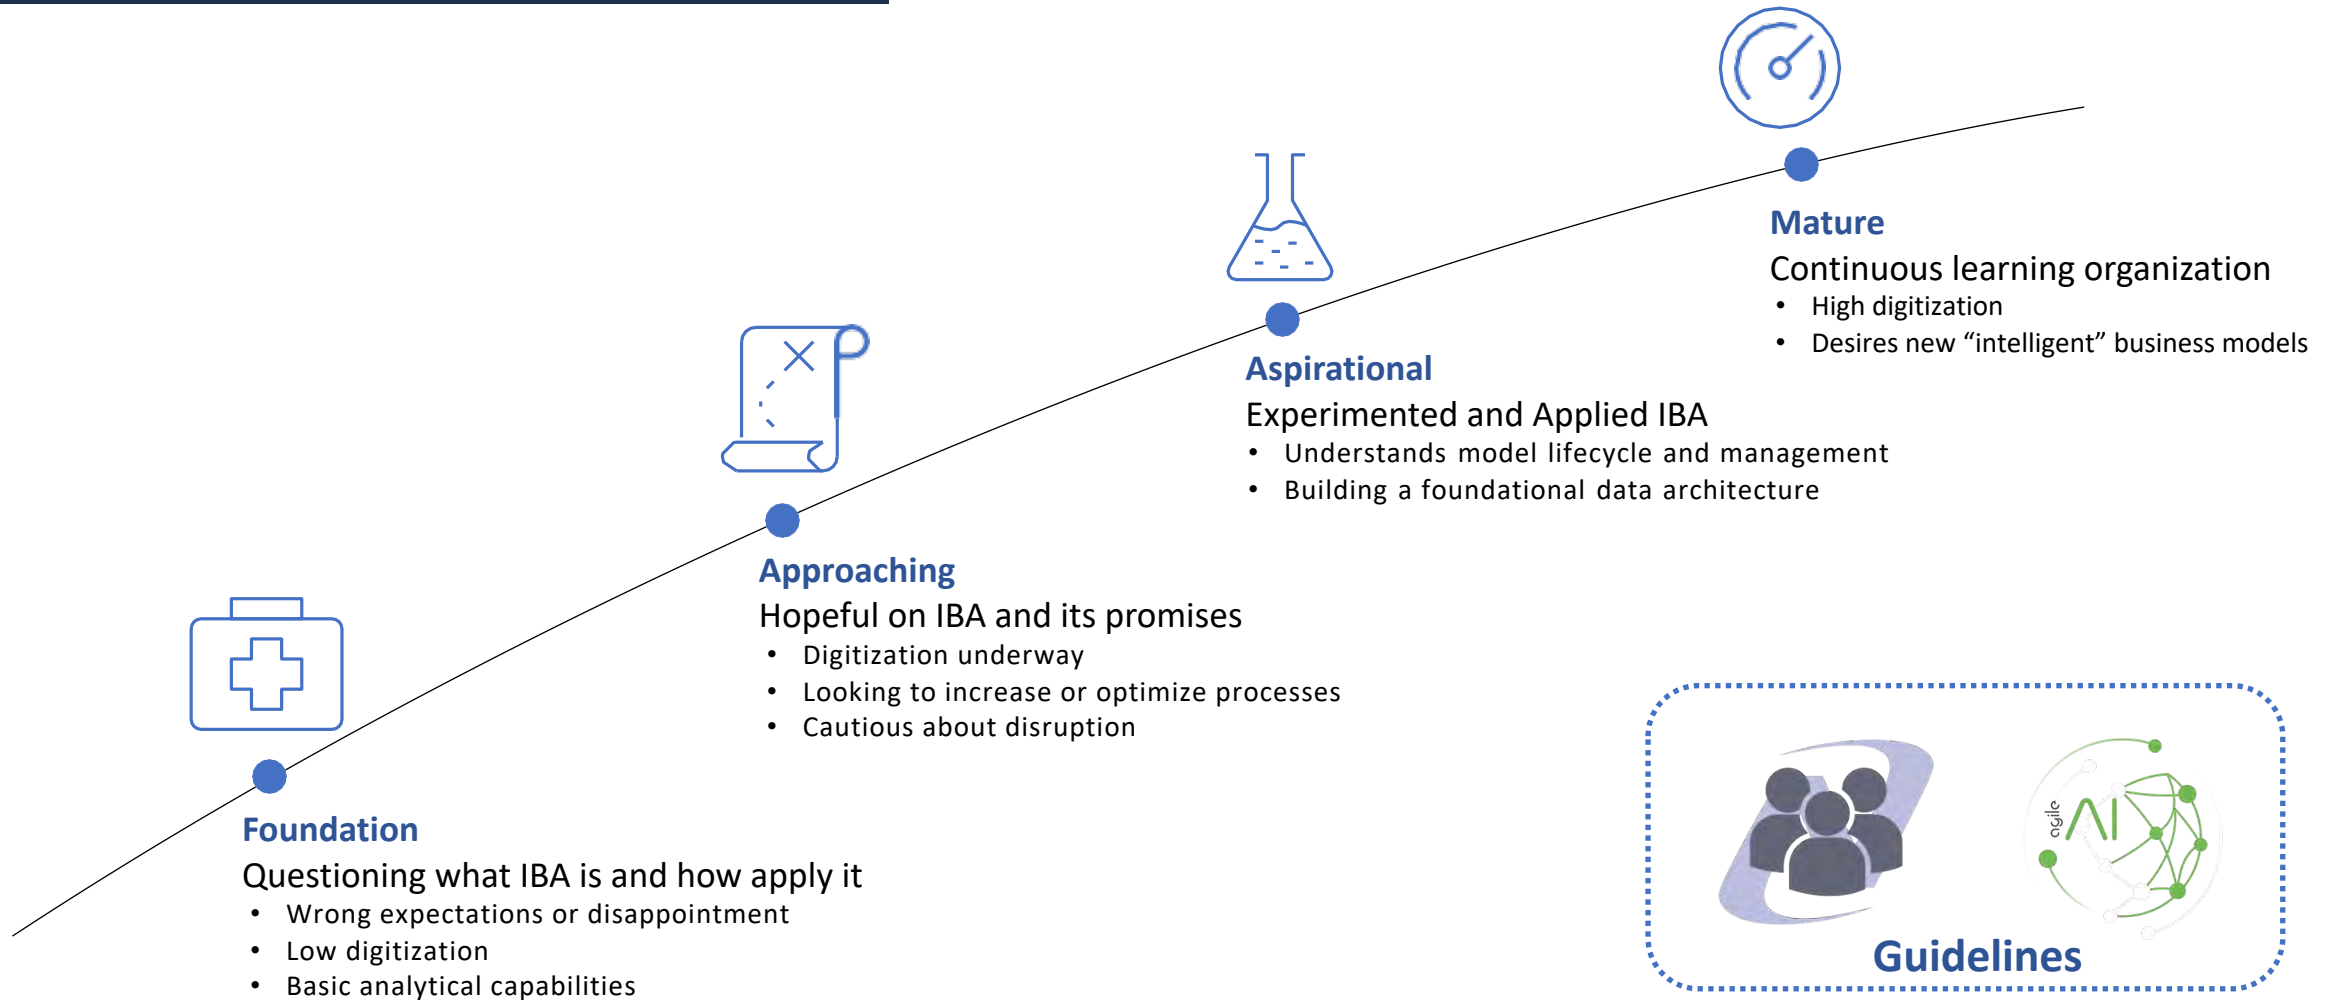 Mature
Continuous learning organization
• High digitization
• Desires new “intelligent” business models
Aspirational
Experimented and Applied IBA
• Understands model lifecycle and management
• Building a foundational data architecture
Approaching
Hopeful on IBA and its promises
• Digitization underway
• Looking to increase or optimize processes
• Cautious about disruption
Foundation
Questioning what IBA is and how apply it
• Wrong expectations or disappointment
• Low digitization
• Basic analytical capabilities
agile
AI
Guidelines